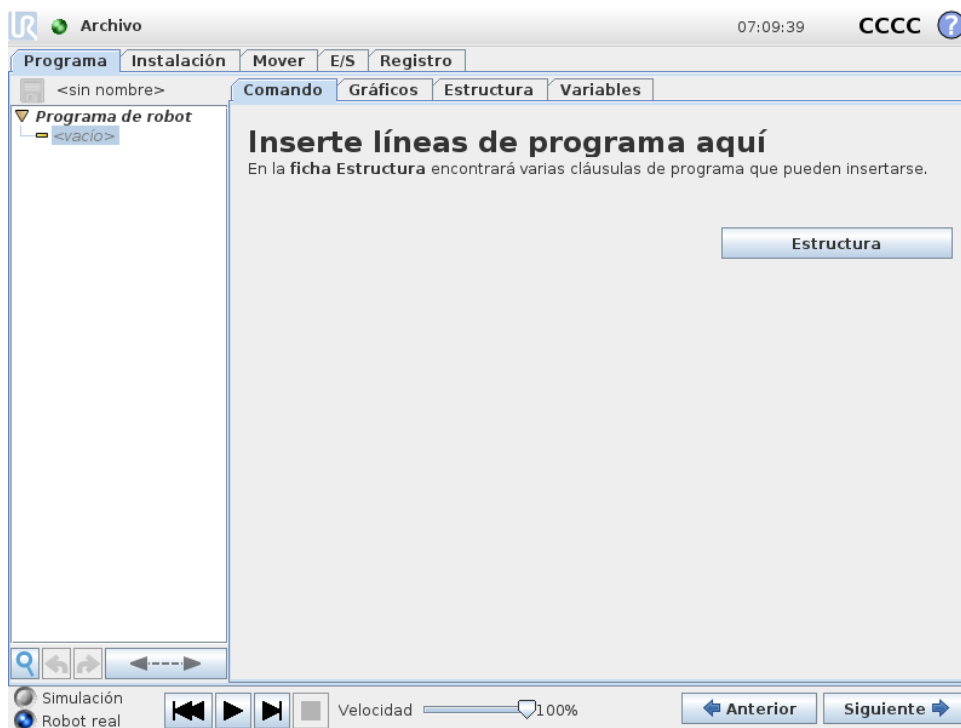 UR Archivo 07:09:39 CCCC ?
Programa Instalación Mover E/S Registro
<sin nombre>
Comando Gráficos Estructura Variables
Programa de robot
<vacío>
Inserte líneas de programa aquí
En la ficha Estructura encontrará varias cláusulas de programa que pueden insertarse.
Estructura
Simulación
Robot real
Velocidad 100%
Anterior Siguiente